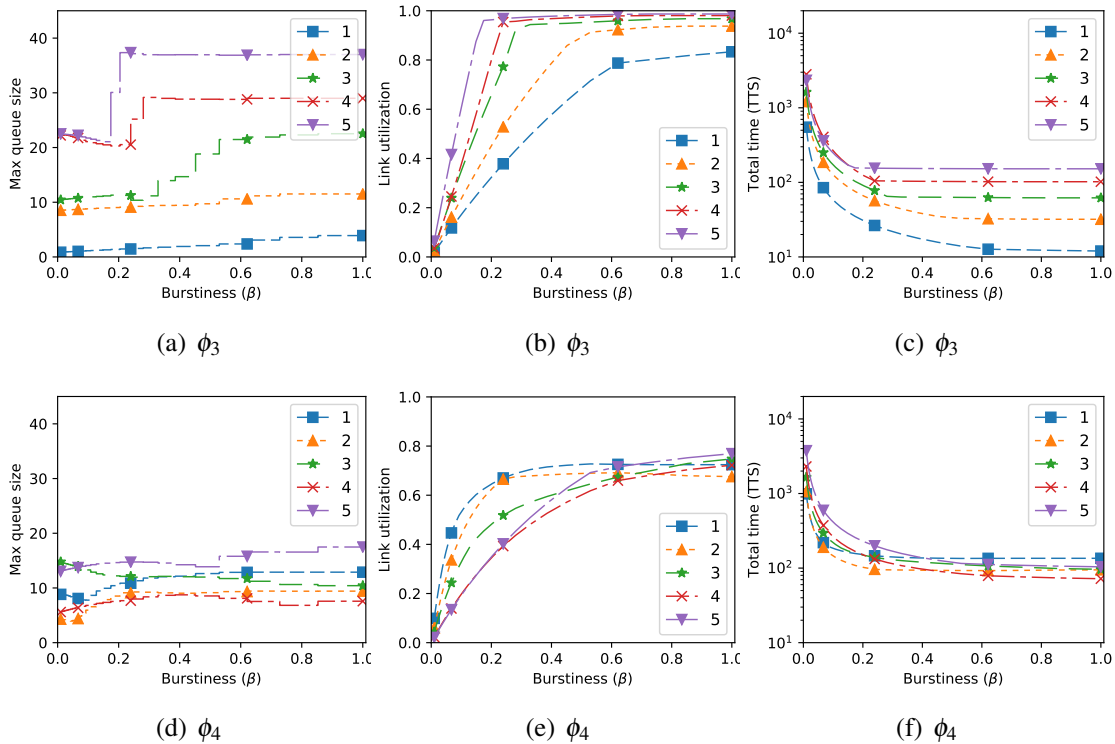 40
30
20
10
0
Max queue size
0.0 0.2 0.4 0.6 0.8 1.0
Burstiness (β)
1
2
3
4
5
(a) ϕ3
1.0
0.8
0.6
0.4
0.2
0.0
Link utilization
0.0 0.2 0.4 0.6 0.8 1.0
Burstiness (β)
1
2
3
4
5
(b) ϕ3
10⁴
10³
10²
10¹
Total time (TTS)
0.0 0.2 0.4 0.6 0.8 1.0
Burstiness (β)
1
2
3
4
5
(c) ϕ3
40
30
20
10
0
Max queue size
0.0 0.2 0.4 0.6 0.8 1.0
Burstiness (β)
1
2
3
4
5
(d) ϕ4
1.0
0.8
0.6
0.4
0.2
0.0
Link utilization
0.0 0.2 0.4 0.6 0.8 1.0
Burstiness (β)
1
2
3
4
5
(e) ϕ4
10⁴
10³
10²
10¹
Total time (TTS)
0.0 0.2 0.4 0.6 0.8 1.0
Burstiness (β)
1
2
3
4
5
(f) ϕ4